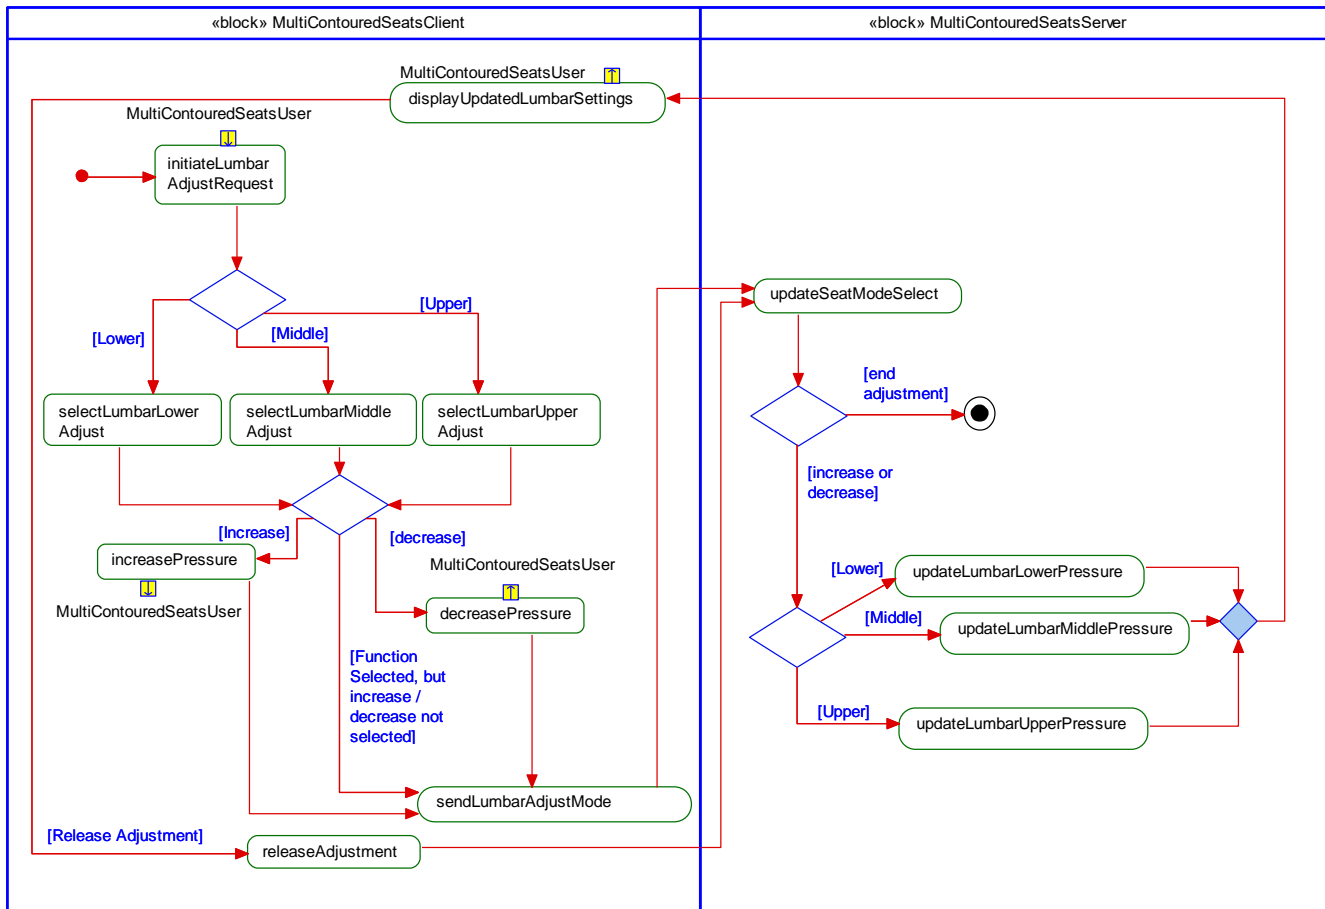 «block» MultiContouredSeatsClient
«block» MultiContouredSeatsServer
MultiContouredSeatsUser
displayUpdatedLumbarSettings
MultiContouredSeatsUser
initiateLumbar
AdjustRequest
[Lower]
[Middle]
[Upper]
selectLumbarLower
Adjust
selectLumbarMiddle
Adjust
selectLumbarUpper
Adjust
[Increase]
[decrease]
increasePressure
MultiContouredSeatsUser
MultiContouredSeatsUser
decreasePressure
[Function
Selected, but
increase /
decrease not
selected]
sendLumbarAdjustMode
[Release Adjustment]
releaseAdjustment
updateSeatModeSelect
[end
adjustment]
[increase or
decrease]
[Lower]
updateLumbarLowerPressure
[Middle]
updateLumbarMiddlePressure
[Upper]
updateLumbarUpperPressure